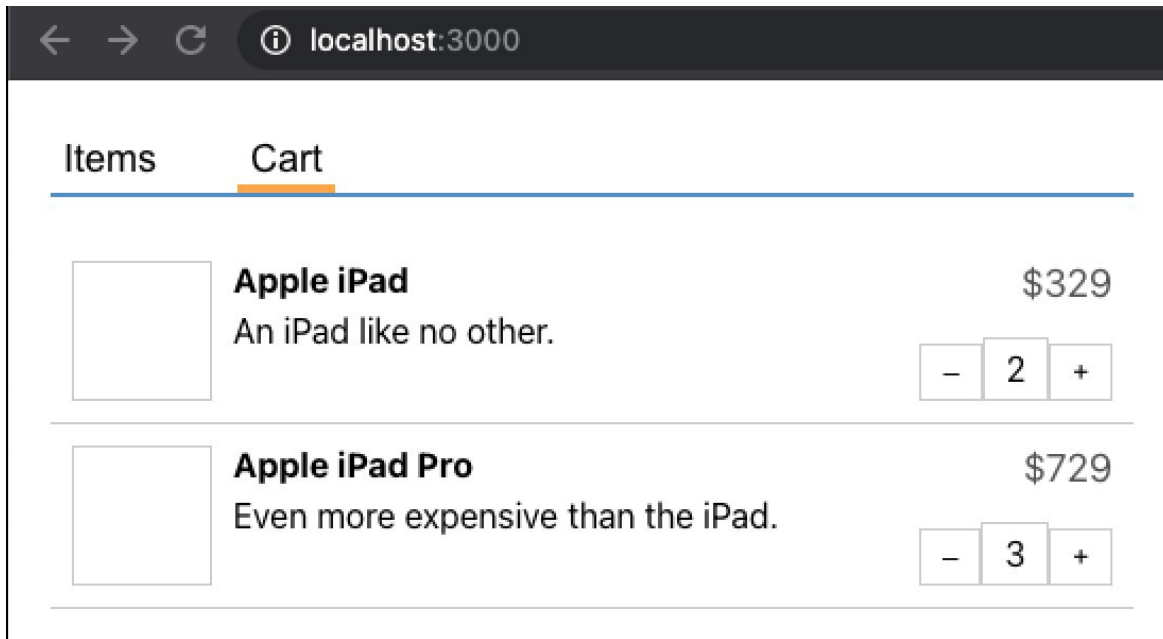 localhost:3000
Items Cart
Apple iPad $329
An iPad like no other.
– 2 +
Apple iPad Pro $729
Even more expensive than the iPad.
– 3 +